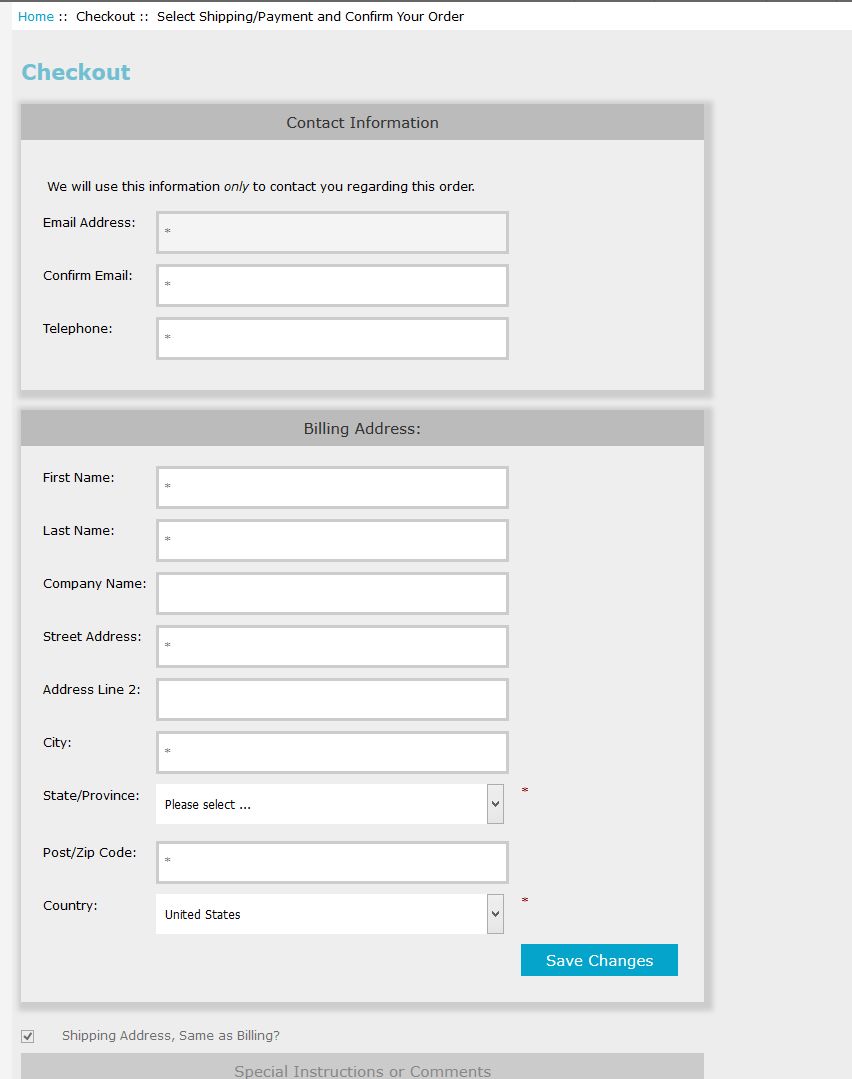 Home :: Checkout :: Select Shipping/Payment and Confirm Your Order
Checkout
Contact Information
We will use this information only to contact you regarding this order.
Email Address:
*
Confirm Email:
*
Telephone:
*
Billing Address:
First Name:
*
Last Name:
*
Company Name:
Street Address:
*
Address Line 2:
City:
*
State/Province:
Please select ...
*
Post/Zip Code:
*
Country:
United States
*
Save Changes
Shipping Address, Same as Billing?
Special Instructions or Comments